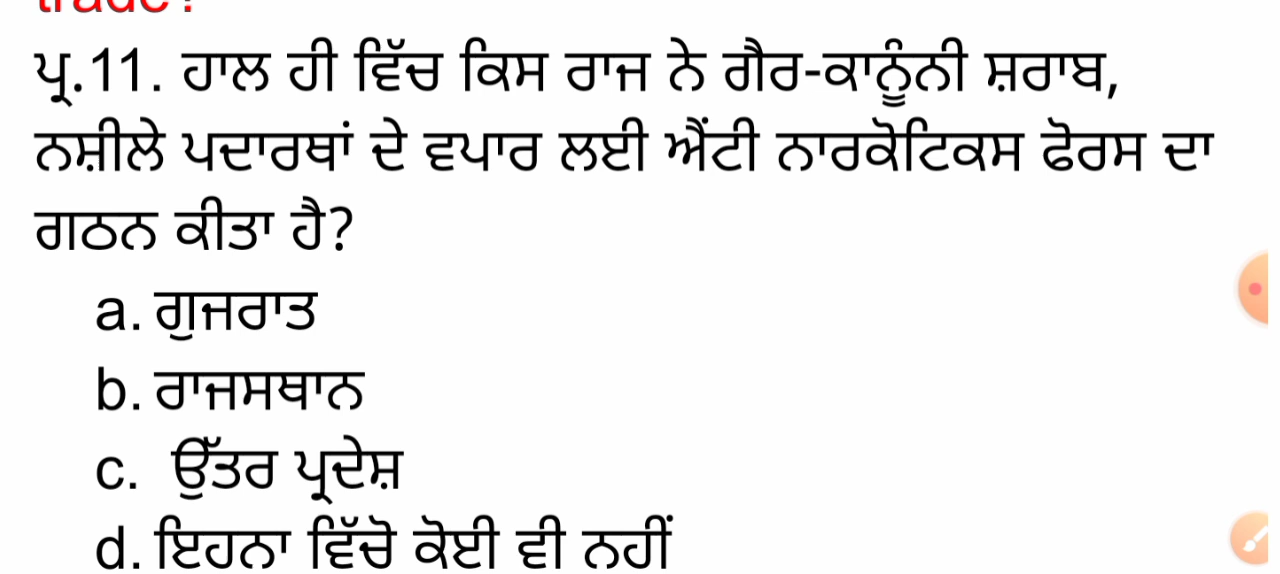 ਪ੍ਰ.11. ਹਾਲ ਹੀ ਵਿੱਚ ਕਿਸ ਰਾਜ ਨੇ ਗੈਰ-ਕਾਨੂੰਨੀ ਸ਼ਰਾਬ,
ਨਸ਼ੀਲੇ ਪਦਾਰਥਾਂ ਦੇ ਵਪਾਰ ਲਈ ਐਂਟੀ ਨਾਰਕੋਟਿਕਸ ਫੋਰਸ ਦਾ
ਗਠਨ ਕੀਤਾ ਹੈ?
a. ਗੁਜਰਾਤ
b. ਰਾਜਸਥਾਨ
c. ਉੱਤਰ ਪ੍ਰਦੇਸ਼
d. ਇਹਨਾ ਵਿੱਚੋ ਕੋਈ ਵੀ ਨਹੀਂ